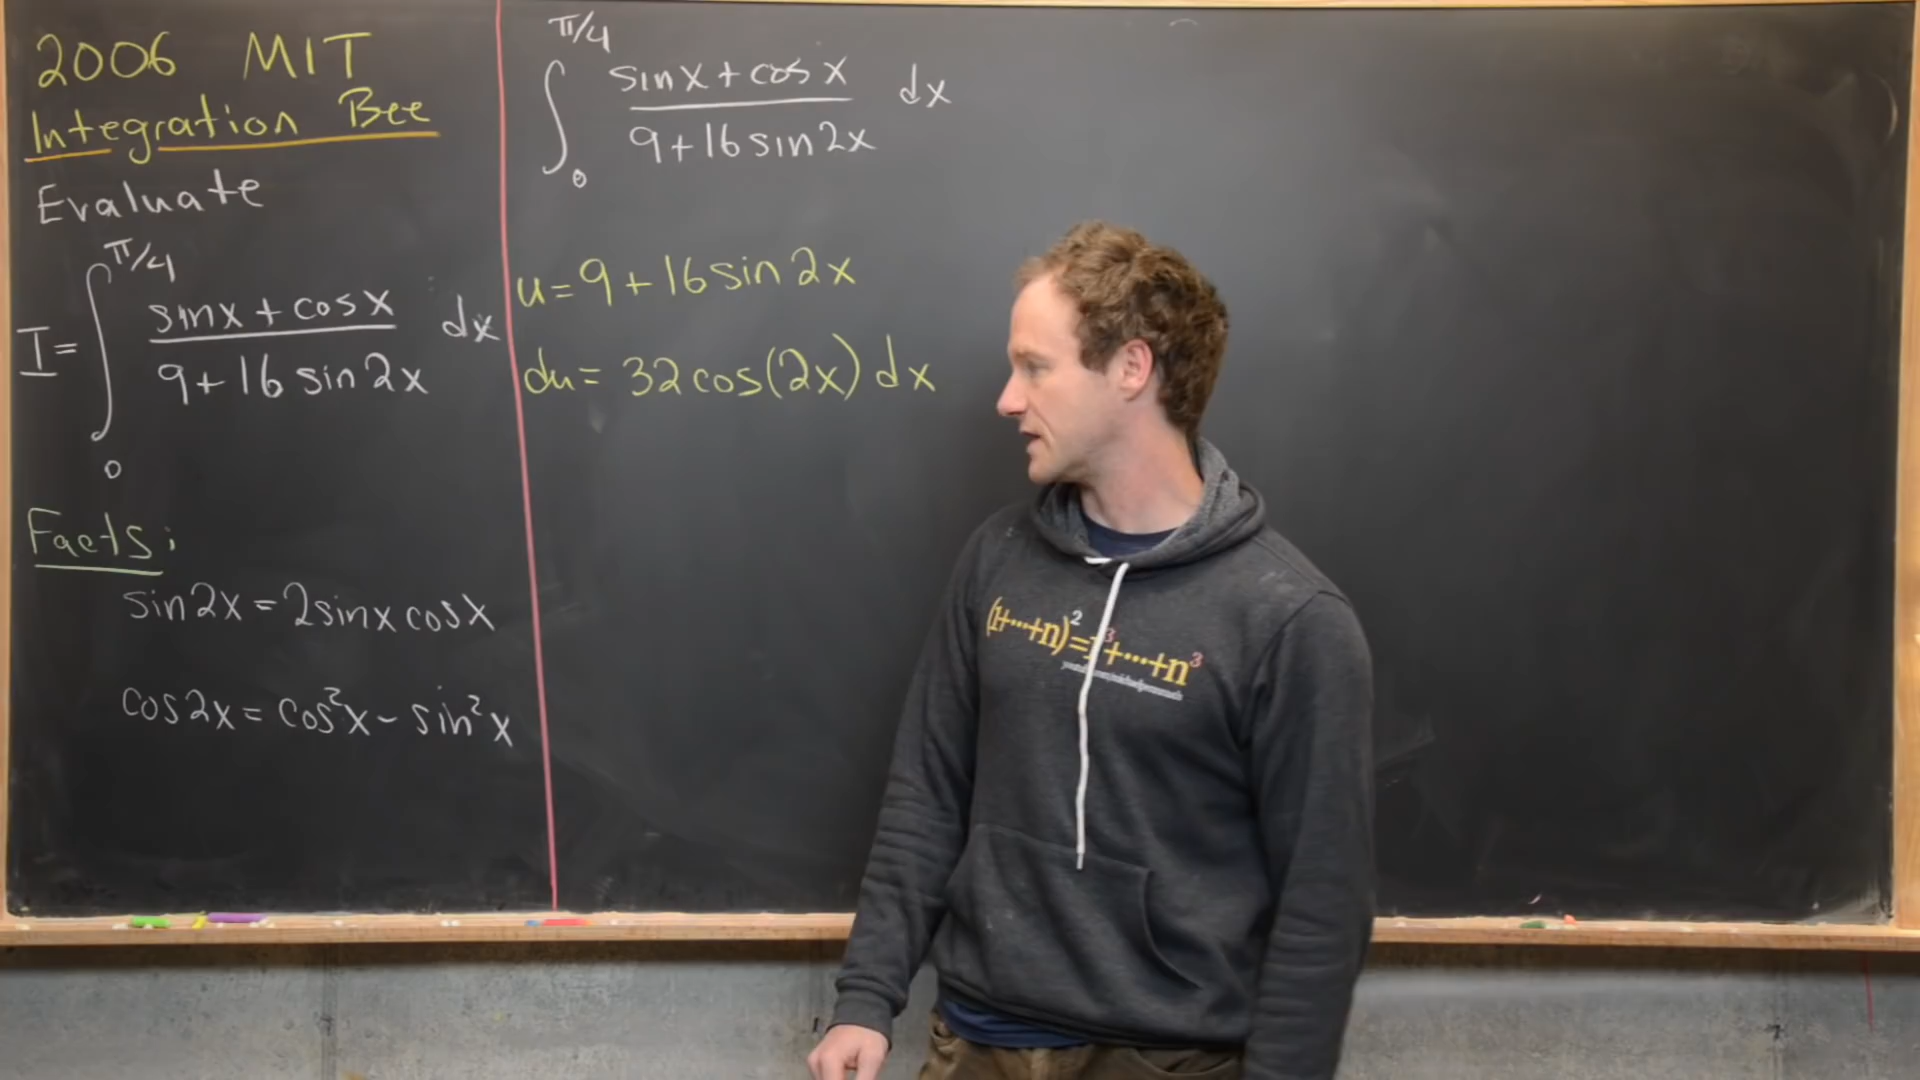 2006 MIT
Integration Bee
Evaluate
I = ∫₀^{π/4} (sin x + cos x)/(9 + 16 sin 2x) dx
Facts:
sin 2x = 2 sin x cos x
cos 2x = cos²x - sin²x
∫₀^{π/4} (sin x + cos x)/(9 + 16 sin 2x) dx
u = 9 + 16 sin 2x
du = 32 cos(2x) dx
(1+···+n)² = 1³+···+n³